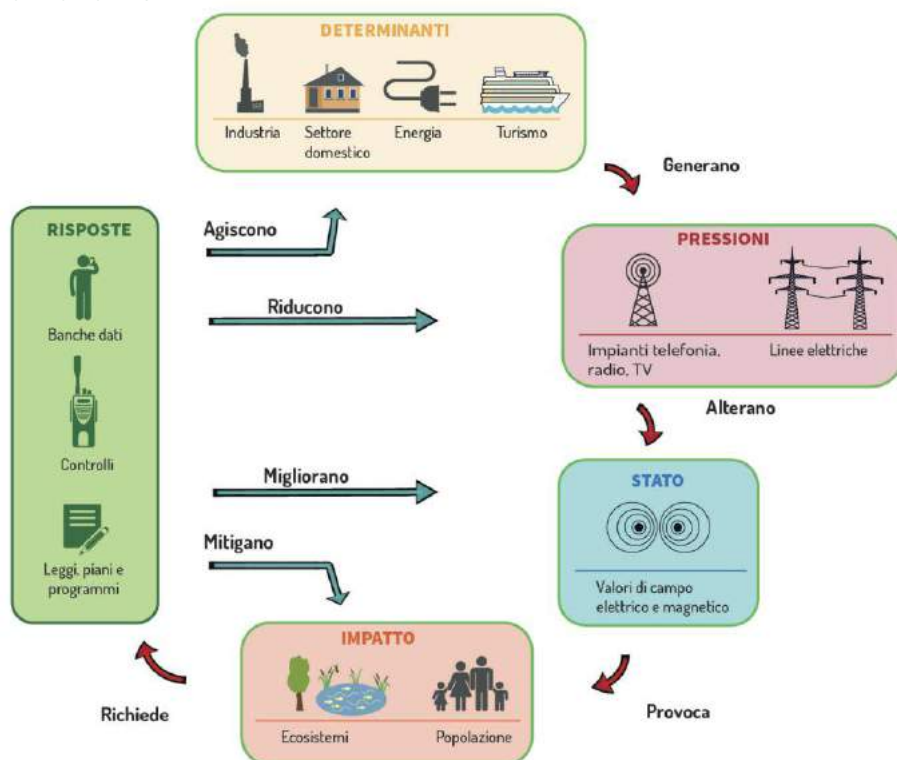 DETERMINANTI
Industria
Settore
domestico
Energia
Turismo
Generano
PRESSIONI
Impianti telefonia,
radio, TV
Linee elettriche
Alterano
STATO
Valori di campo
elettrico e magnetico
Provoca
IMPATTO
Ecosistemi
Popolazione
Richiede
RISPOSTE
Banche dati
Controlli
Leggi, piani e
programmi
Agiscono
Riducono
Migliorano
Mitigano